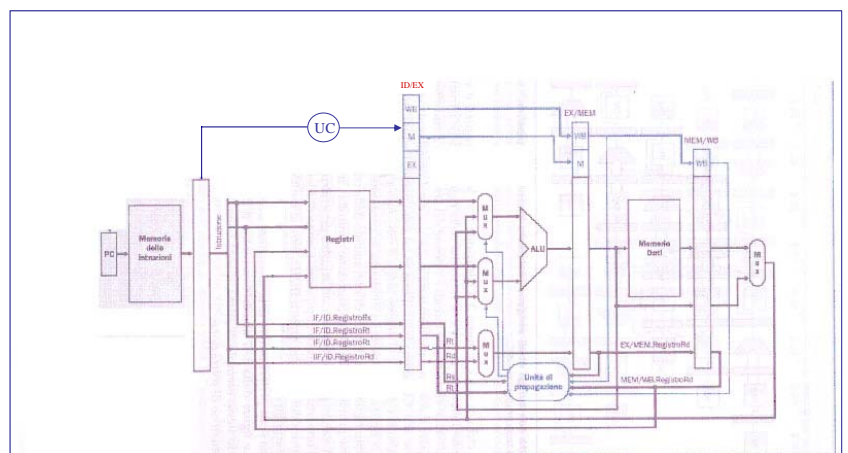 ID/EX
WB
EX/MEM
UC
M
WB
MEM/WB
EX
M
WB
Istruzione
PC
Memoria
delle
Istruzioni
Registri
Mux
Mux
ALU
Memoria
Dati
Mux
IF/ID.RegistroRs
IF/ID.RegistroRt
IF/ID.RegistroRt
IF/ID.RegistroRd
Rt
Rd
Rs
Rt
Mux
EX/MEM.RegistroRd
Unità di
propagazione
MEM/WB.RegistroRd